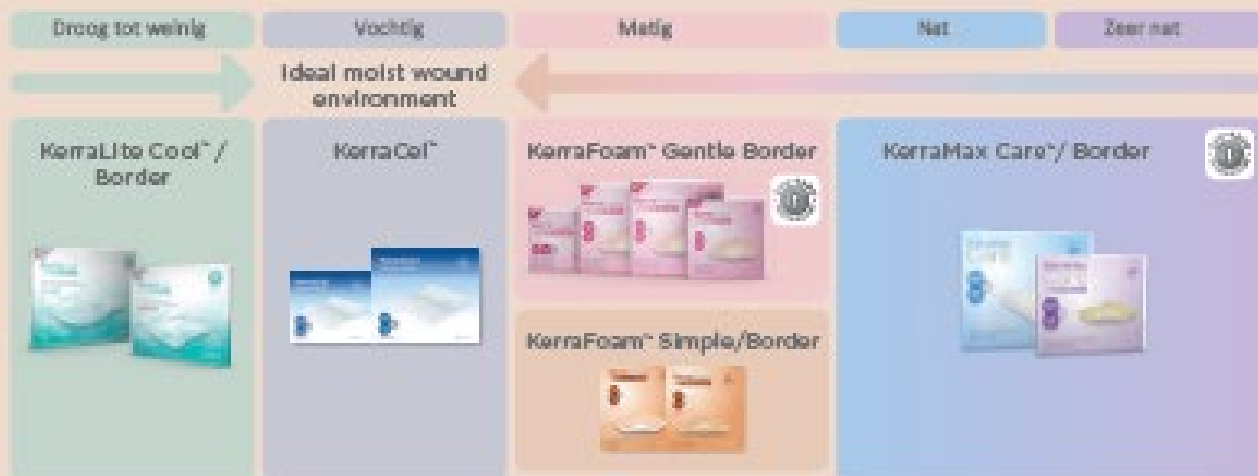 Droog tot weinig
Vochtig
Matig
Nat
Zeer nat
Ideal moist wound
environment
KerraLite Cool™ /
Border
KerraCel™
KerraFoam™ Gentle Border
KerraFoam™ Simple/Border
KerraMax Care™/ Border